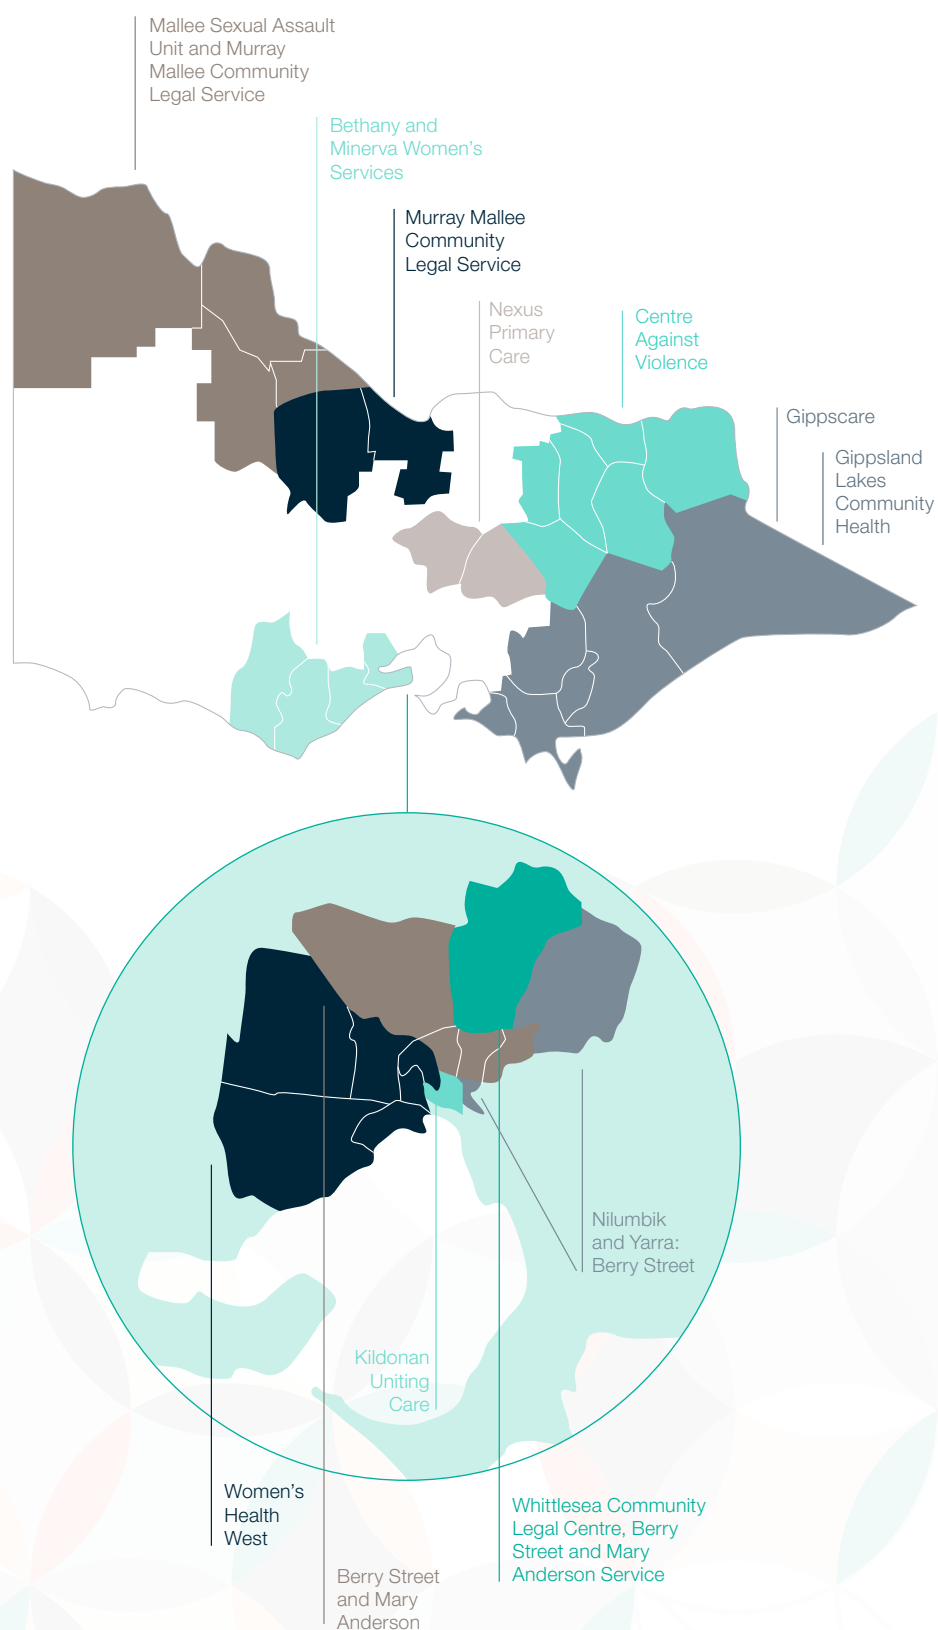 Mallee Sexual Assault
Unit and Murray
Mallee Community
Legal Service
Bethany and
Minerva Women's
Services
Murray Mallee
Community
Legal Service
Nexus
Primary
Care
Centre
Against
Violence
Gippscare
Gippsland
Lakes
Community
Health
Nilumbik
and Yarra:
Berry Street
Kildonan
Uniting
Care
Women's
Health
West
Whittlesea Community
Legal Centre, Berry
Street and Mary
Anderson Service
Berry Street
and Mary
Anderson